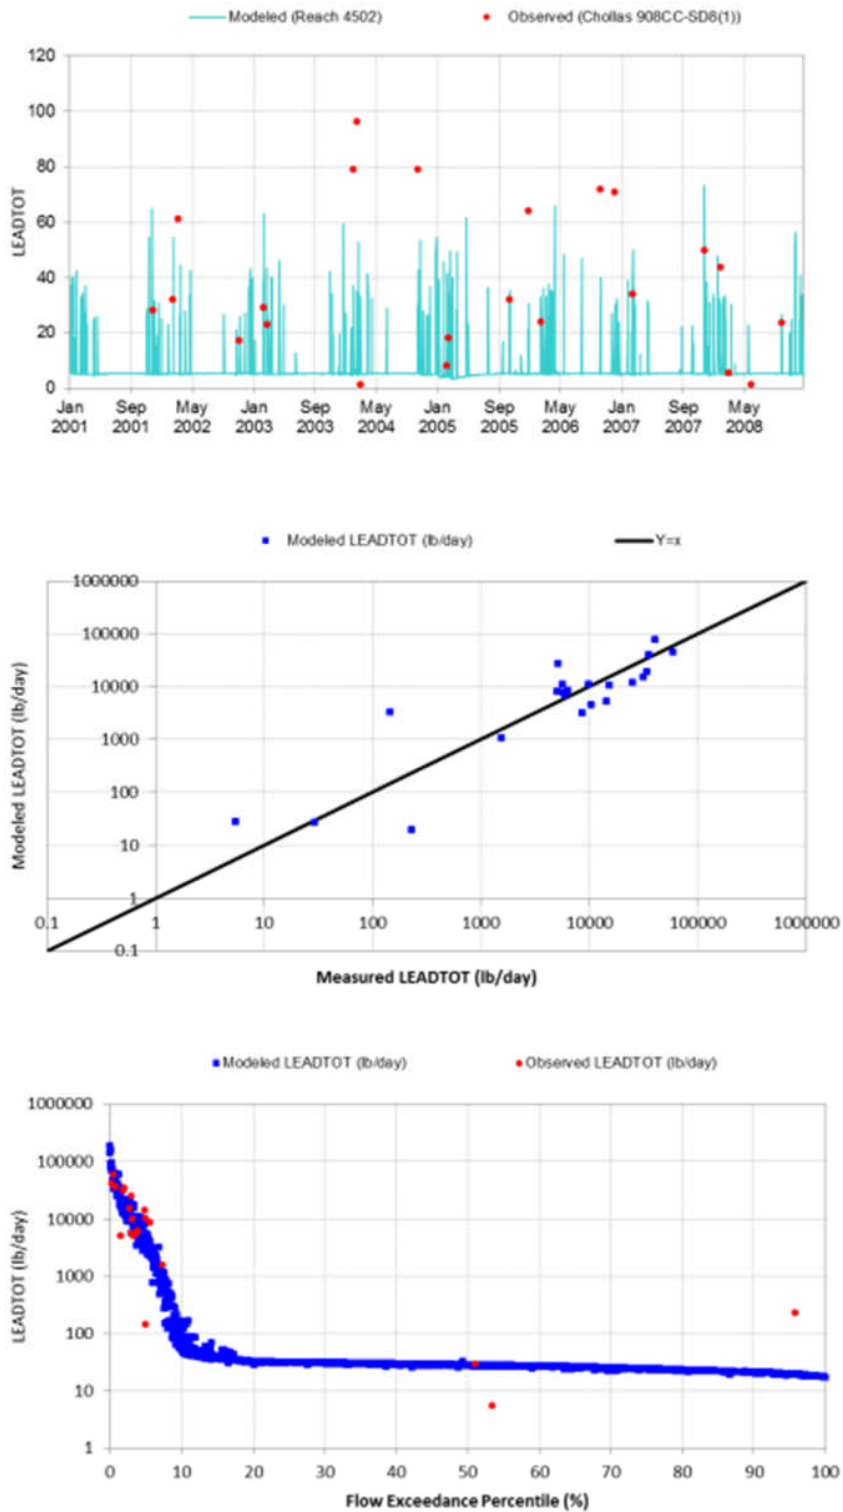 Modeled (Reach 4502) Observed (Chollas 908CC-SD8(1))
LEADTOT
120
100
80
60
40
20
0
Jan 2001
Sep 2001
May 2002
Jan 2003
Sep 2003
May 2004
Jan 2005
Sep 2005
May 2006
Jan 2007
Sep 2007
May 2008
Modeled LEADTOT (lb/day) Y=x
Modeled LEADTOT (lb/day)
1000000
100000
10000
1000
100
10
1
0.1
0.1 1 10 100 1000 10000 100000 1000000
Measured LEADTOT (lb/day)
Modeled LEADTOT (lb/day) Observed LEADTOT (lb/day)
LEADTOT (lb/day)
1000000
100000
10000
1000
100
10
1
0 10 20 30 40 50 60 70 80 90 100
Flow Exceedance Percentile (%)